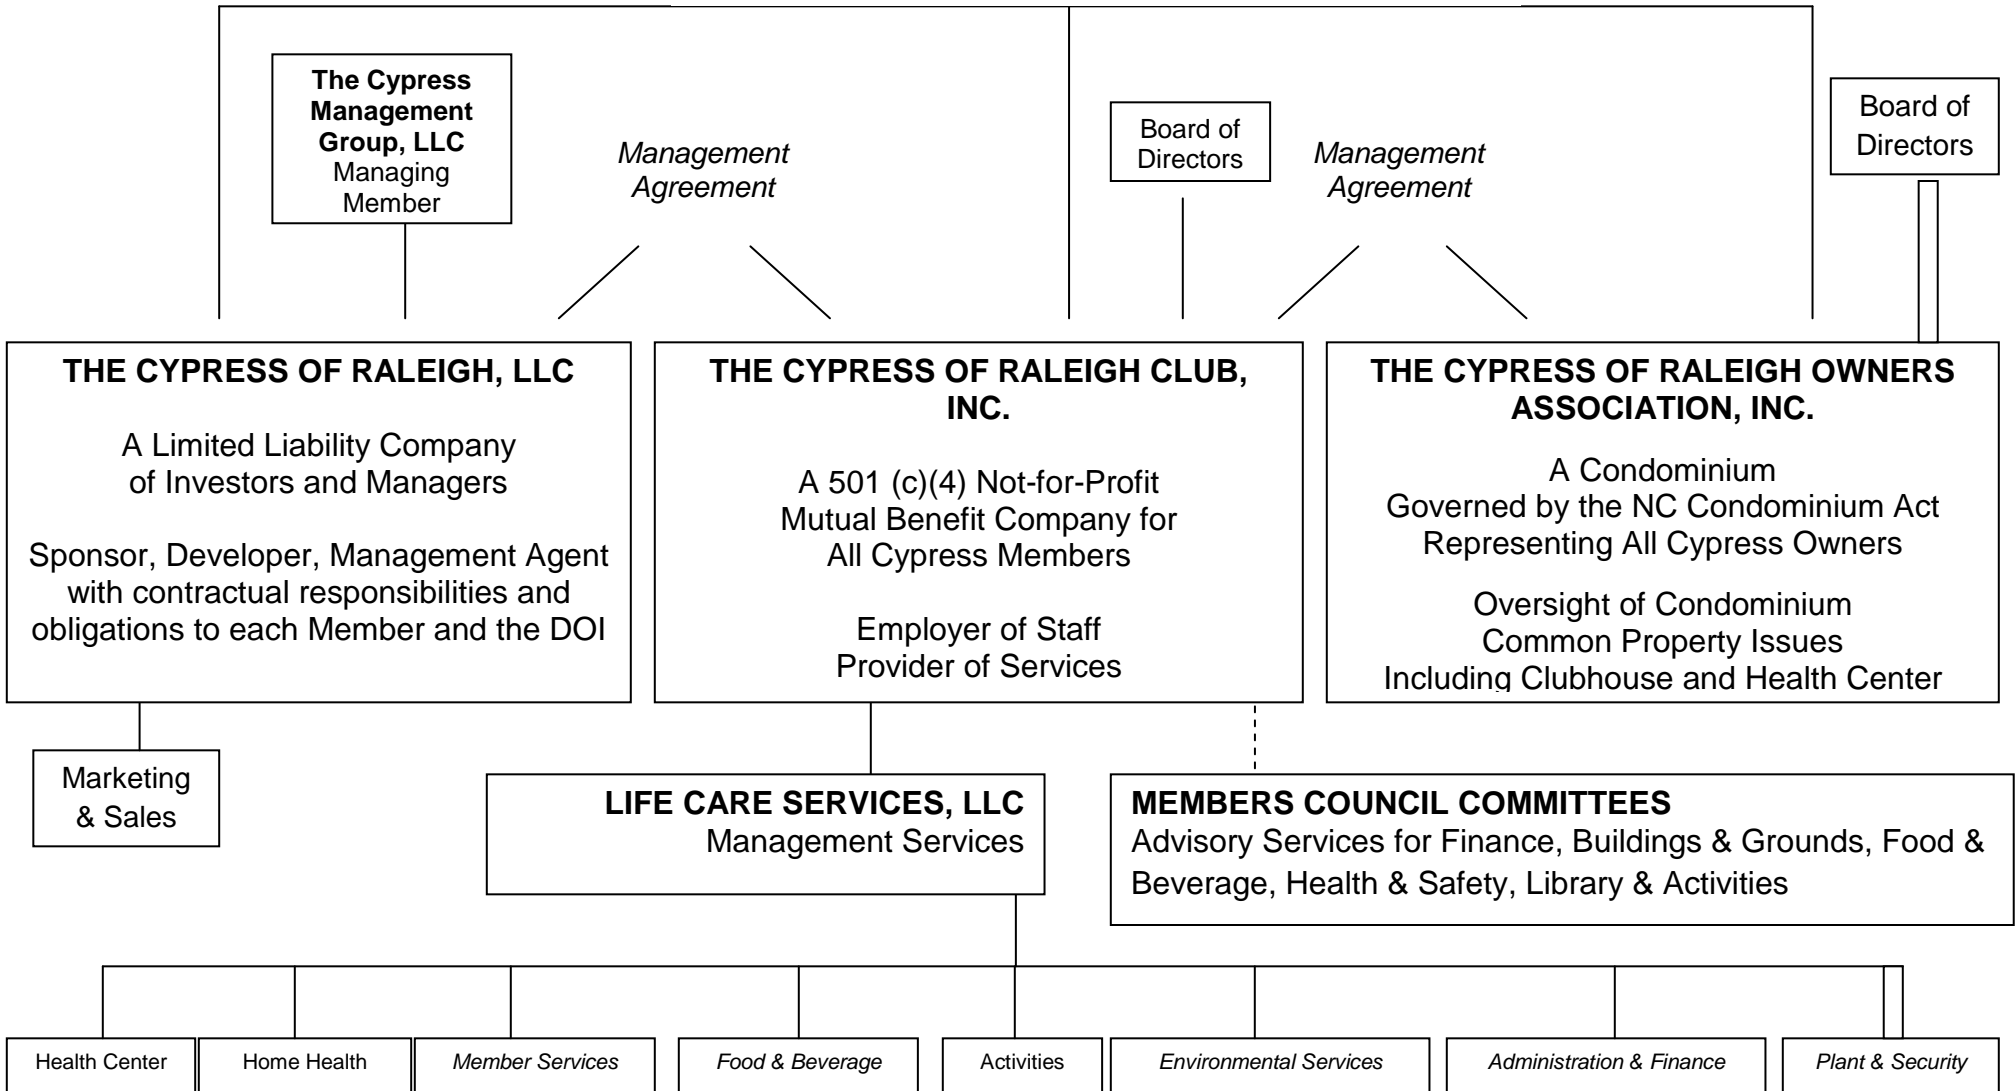 The Cypress
Management
Group, LLC
Managing
Member
Management
Agreement
Board of
Directors
Management
Agreement
Board of
Directors
THE CYPRESS OF RALEIGH, LLC
A Limited Liability Company
of Investors and Managers
Sponsor, Developer, Management Agent
with contractual responsibilities and
obligations to each Member and the DOI
THE CYPRESS OF RALEIGH CLUB,
INC.
A 501 (c)(4) Not-for-Profit
Mutual Benefit Company for
All Cypress Members
Employer of Staff
Provider of Services
THE CYPRESS OF RALEIGH OWNERS
ASSOCIATION, INC.
A Condominium
Governed by the NC Condominium Act
Representing All Cypress Owners
Oversight of Condominium
Common Property Issues
Including Clubhouse and Health Center
Marketing
& Sales
LIFE CARE SERVICES, LLC
Management Services
MEMBERS COUNCIL COMMITTEES
Advisory Services for Finance, Buildings & Grounds, Food &
Beverage, Health & Safety, Library & Activities
Health Center
Home Health
Member Services
Food & Beverage
Activities
Environmental Services
Administration & Finance
Plant & Security